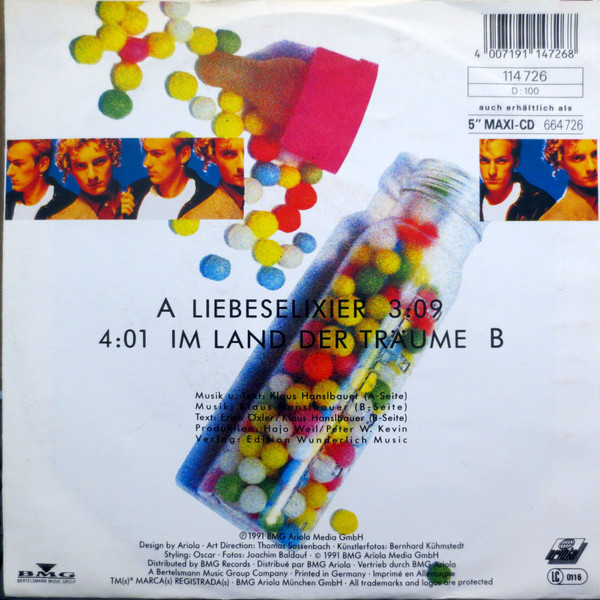 4 007191 147268
114 726
D: 100
auch erhältlich als
5" MAXI-CD 664 726
A LIEBESELIXIER 3:09
4:01 IM LAND DER TRÄUME B
Musik u. Text: Klaus Hanslbauer (A-Seite)
Musik: Klaus Hanslbauer (B-Seite)
Text: Erich Öxler/Klaus Hanslbauer (B-Seite)
Produktion: Hajo Weil/Peter W. Kevin
Verlag: Edition Wunderlich Music
℗ 1991 BMG Ariola Media GmbH
Design by Ariola · Art Direction: Thomas Sassenbach · Künstlerfotos: Bernhard Kühmstedt
Styling: Oscar · Fotos: Joachim Baldauf · © 1991 BMG Ariola Media GmbH
Distributed by BMG Records · Distribué par BMG Ariola · Vertrieb durch BMG Ariola
A Bertelsmann Music Group Company · Printed in Germany · Imprimé en Allemagne
TM(s)® MARCA(s) REGISTRADA(s) · BMG Ariola München GmbH · All trademarks and logos are protected
BMG
BERTELSMANN MUSIC GROUP
ariola
LC 0116